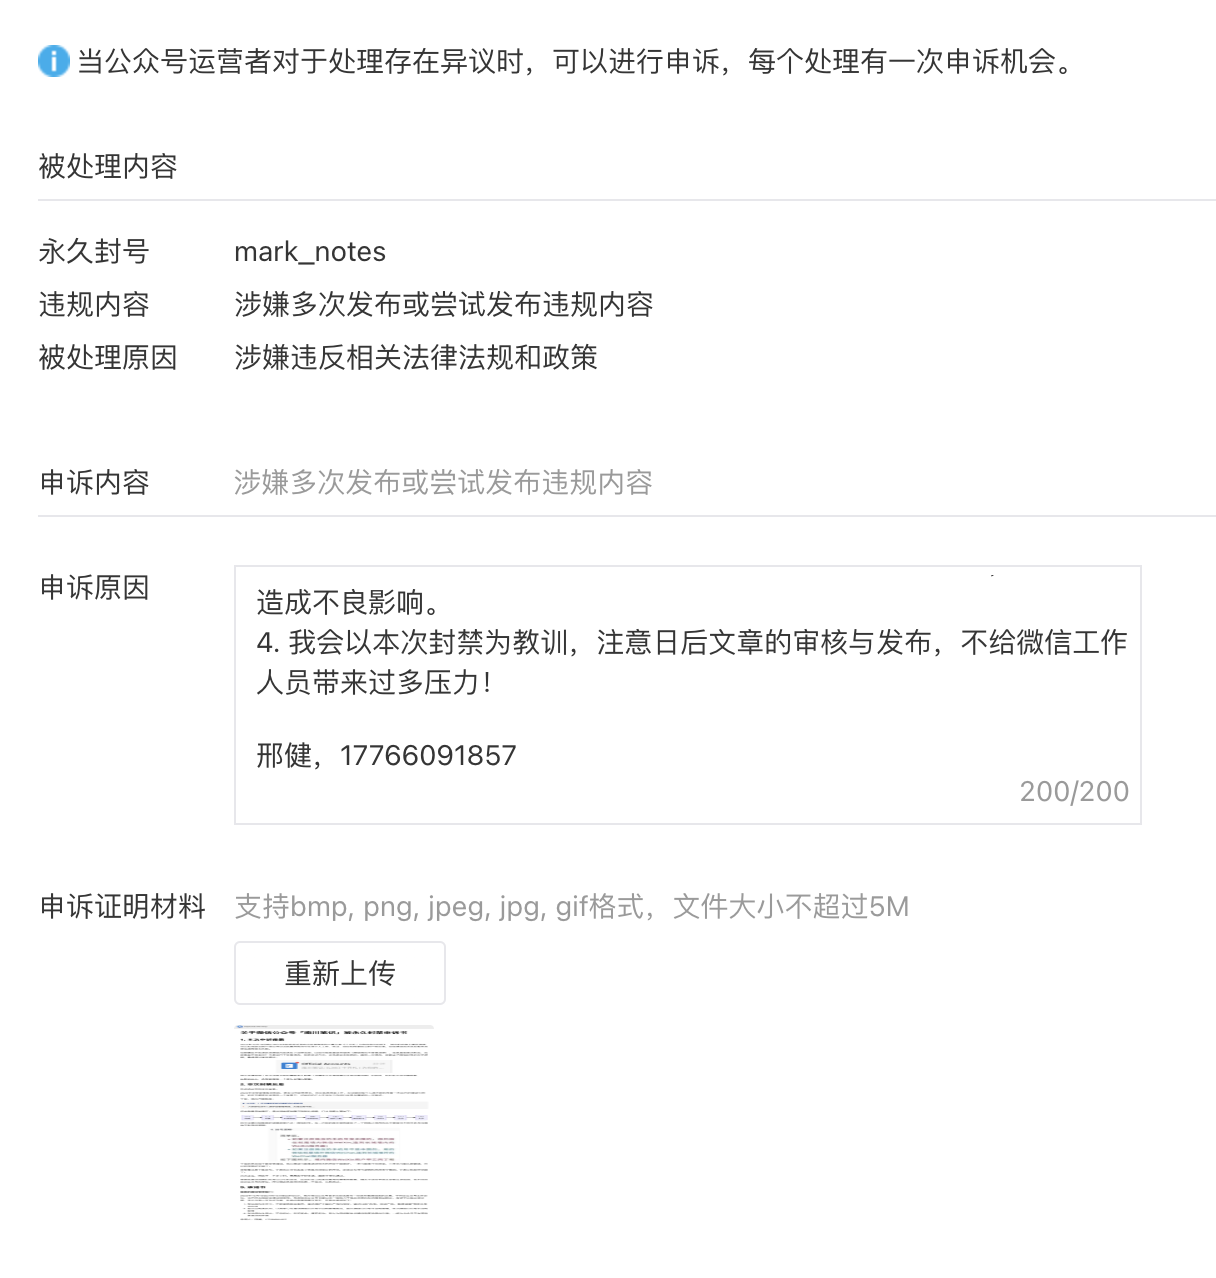 当公众号运营者对于处理存在异议时，可以进行申诉，每个处理有一次申诉机会。
被处理内容
永久封号 mark_notes
违规内容 涉嫌多次发布或尝试发布违规内容
被处理原因 涉嫌违反相关法律法规和政策
申诉内容 涉嫌多次发布或尝试发布违规内容
申诉原因
造成不良影响。
4. 我会以本次封禁为教训，注意日后文章的审核与发布，不给微信工作
人员带来过多压力！
邢健，17766091857
200/200
申诉证明材料 支持bmp, png, jpeg, jpg, gif格式，文件大小不超过5M
重新上传